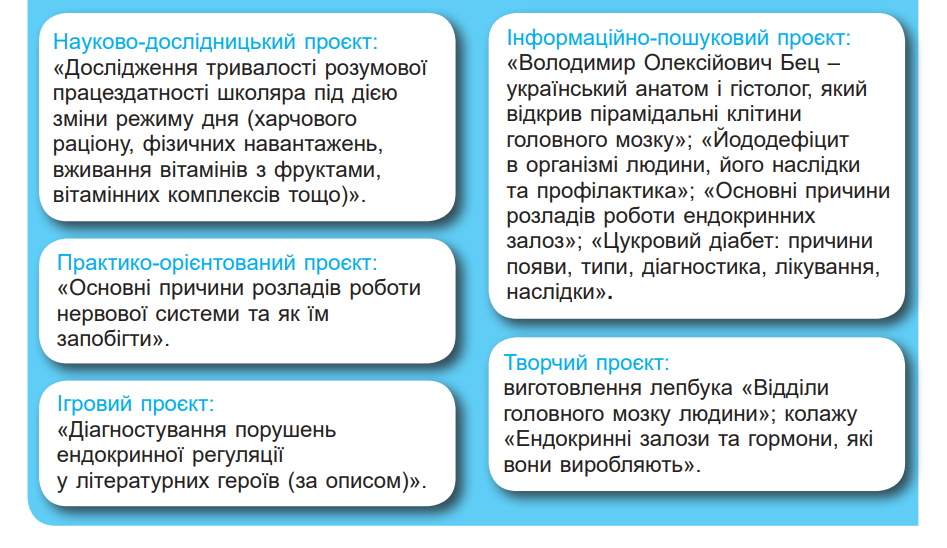 Науково-дослідницький проєкт:
«Дослідження тривалості розумової
працездатності школяра під дією
зміни режиму дня (харчового
раціону, фізичних навантажень,
вживання вітамінів з фруктами,
вітамінних комплексів тощо)».
Практико-орієнтований проєкт:
«Основні причини розладів роботи
нервової системи та як їм
запобігти».
Ігровий проєкт:
«Діагностування порушень
ендокринної регуляції
у літературних героїв (за описом)».
Інформаційно-пошуковий проєкт:
«Володимир Олексійович Бец –
український анатом і гістолог, який
відкрив пірамідальні клітини
головного мозку»; «Йододефіцит
в організмі людини, його наслідки
та профілактика»; «Основні причини
розладів роботи ендокринних
залоз»; «Цукровий діабет: причини
появи, типи, діагностика, лікування,
наслідки».
Творчий проєкт:
виготовлення лепбука «Відділи
головного мозку людини»; колажу
«Ендокринні залози та гормони, які
вони виробляють».